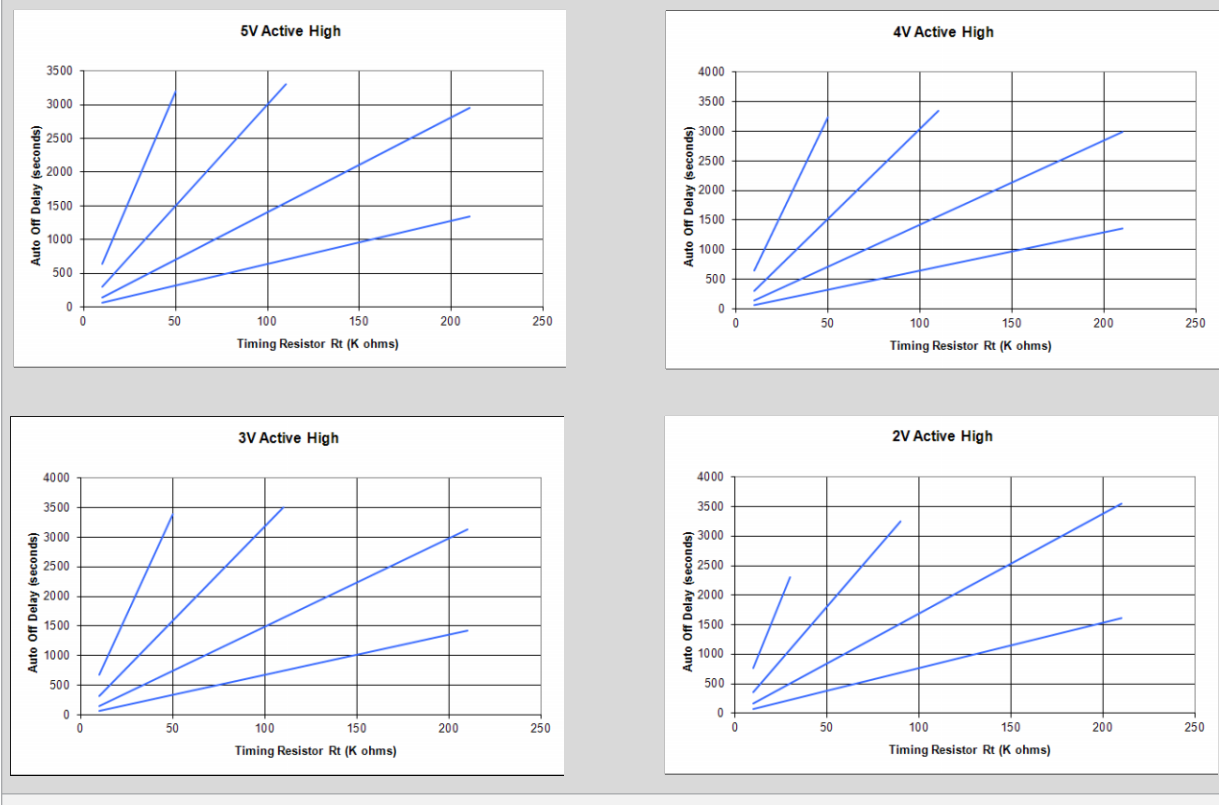 5V Active High
3500
3000
2500
2000
1500
1000
500
0
0 50 100 150 200 250
Auto Off Delay (seconds)
Timing Resistor Rt (K ohms)
4V Active High
4000
3500
3000
2500
2000
1500
1000
500
0
0 50 100 150 200 250
Auto Off Delay (seconds)
Timing Resistor Rt (K ohms)
3V Active High
4000
3500
3000
2500
2000
1500
1000
500
0
0 50 100 150 200 250
Auto Off Delay (seconds)
Timing Resistor Rt (K ohms)
2V Active High
4000
3500
3000
2500
2000
1500
1000
500
0
0 50 100 150 200 250
Auto Off Delay (seconds)
Timing Resistor Rt (K ohms)